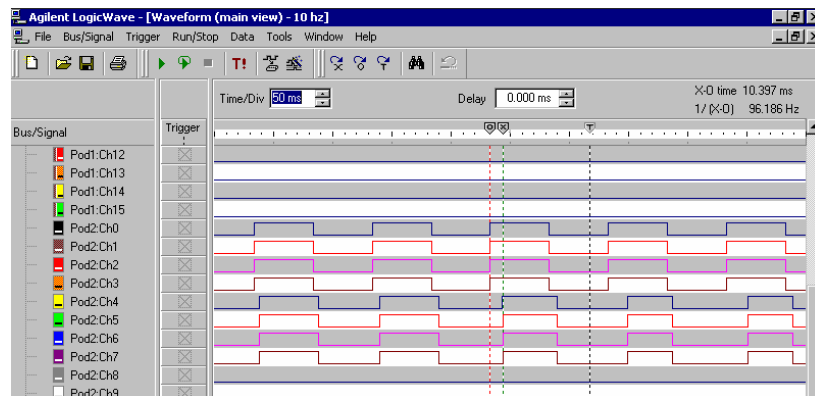 Agilent LogicWave - [Waveform (main view) - 10 hz]
File Bus/Signal Trigger Run/Stop Data Tools Window Help
T!
Time/Div 50 ms Delay 0.000 ms X-O time 10.397 ms
1/(X-O) 96.186 Hz
Bus/Signal Trigger
O X T
Pod1:Ch12
Pod1:Ch13
Pod1:Ch14
Pod1:Ch15
Pod2:Ch0
Pod2:Ch1
Pod2:Ch2
Pod2:Ch3
Pod2:Ch4
Pod2:Ch5
Pod2:Ch6
Pod2:Ch7
Pod2:Ch8
Pod2:Ch9